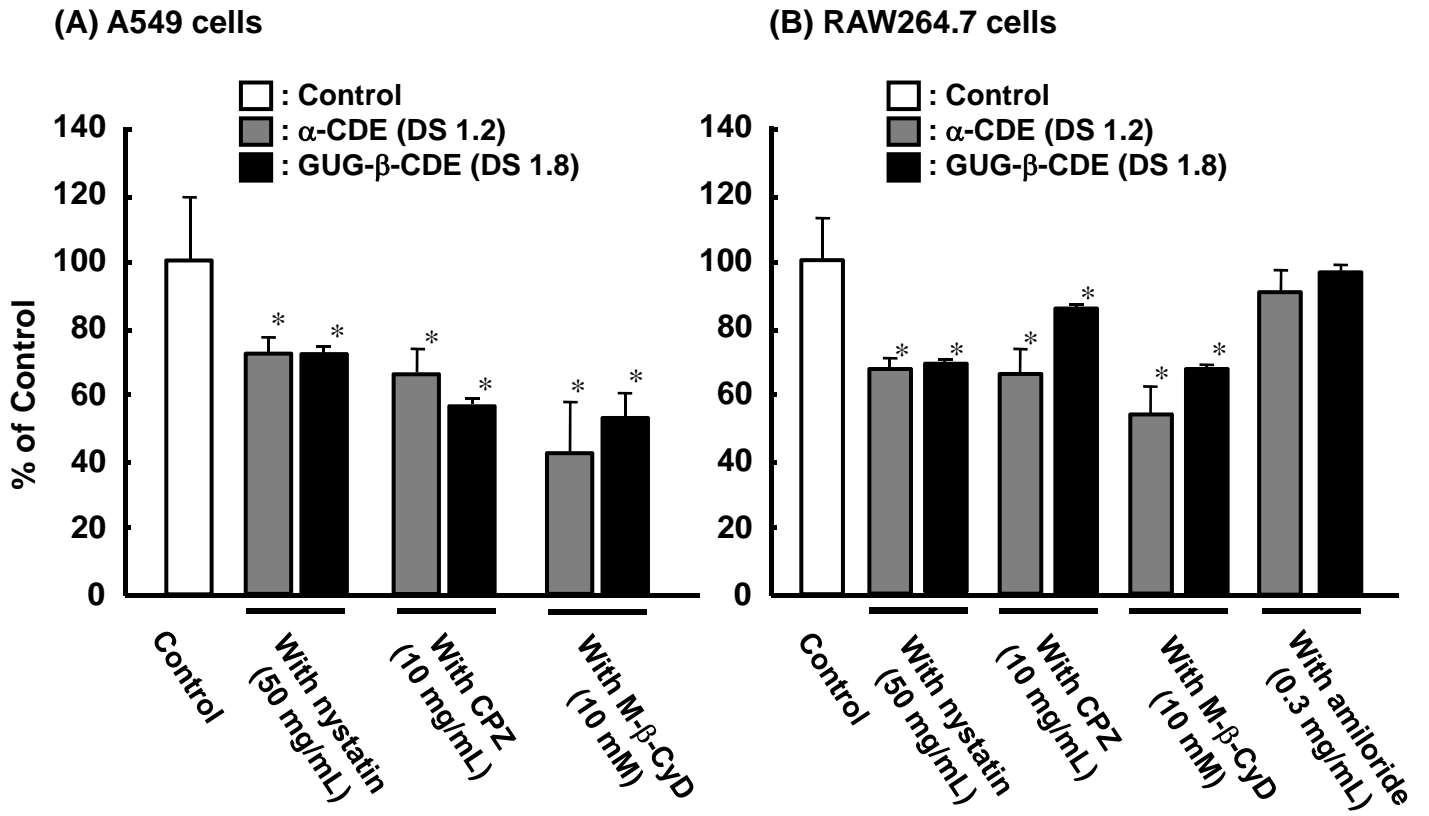 (A) A549 cells
: Control
: α-CDE (DS 1.2)
: GUG-β-CDE (DS 1.8)
% of Control
140
120
100
80
60
40
20
0
* * * * * *
Control
With nystatin
(50 mg/mL)
With CPZ
(10 mg/mL)
With M-β-CyD
(10 mM)
(B) RAW264.7 cells
: Control
: α-CDE (DS 1.2)
: GUG-β-CDE (DS 1.8)
140
120
100
80
60
40
20
0
* * * * * *
Control
With nystatin
(50 mg/mL)
With CPZ
(10 mg/mL)
With M-β-CyD
(10 mM)
With amiloride
(0.3 mg/mL)